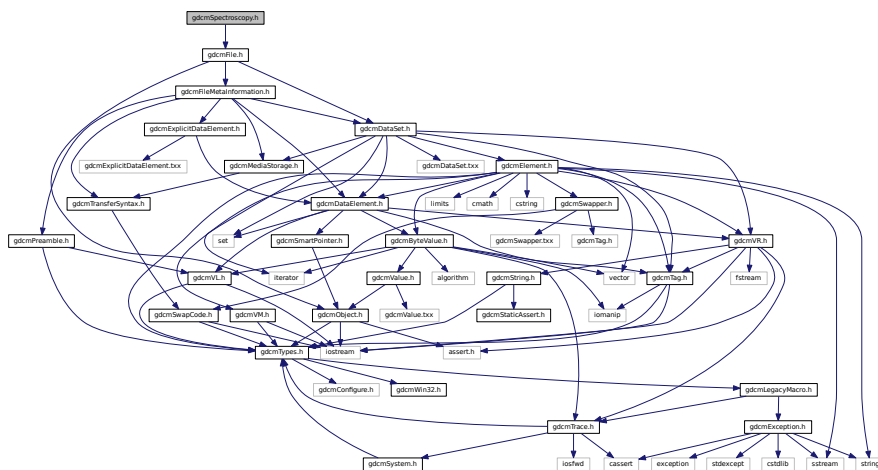 gdcmSpectroscopy.h
gdcmFile.h
gdcmFileMetaInformation.h
gdcmExplicitDataElement.h
gdcmDataSet.h
gdcmExplicitDataElement.txx
gdcmMediaStorage.h
gdcmDataSet.txx
gdcmElement.h
gdcmTransferSyntax.h
gdcmDataElement.h
limits
cmath
cstring
gdcmSwapper.h
gdcmPreamble.h
set
gdcmSmartPointer.h
gdcmByteValue.h
gdcmSwapper.txx
gdcmTag.h
gdcmVR.h
gdcmVL.h
iterator
gdcmValue.h
algorithm
gdcmString.h
vector
gdcmTag.h
fstream
gdcmSwapCode.h
gdcmVM.h
gdcmObject.h
gdcmValue.txx
gdcmStaticAssert.h
iomanip
gdcmTypes.h
iostream
assert.h
gdcmConfigure.h
gdcmWin32.h
gdcmLegacyMacro.h
gdcmTrace.h
gdcmException.h
gdcmSystem.h
iosfwd
cassert
exception
stdexcept
cstdlib
sstream
string